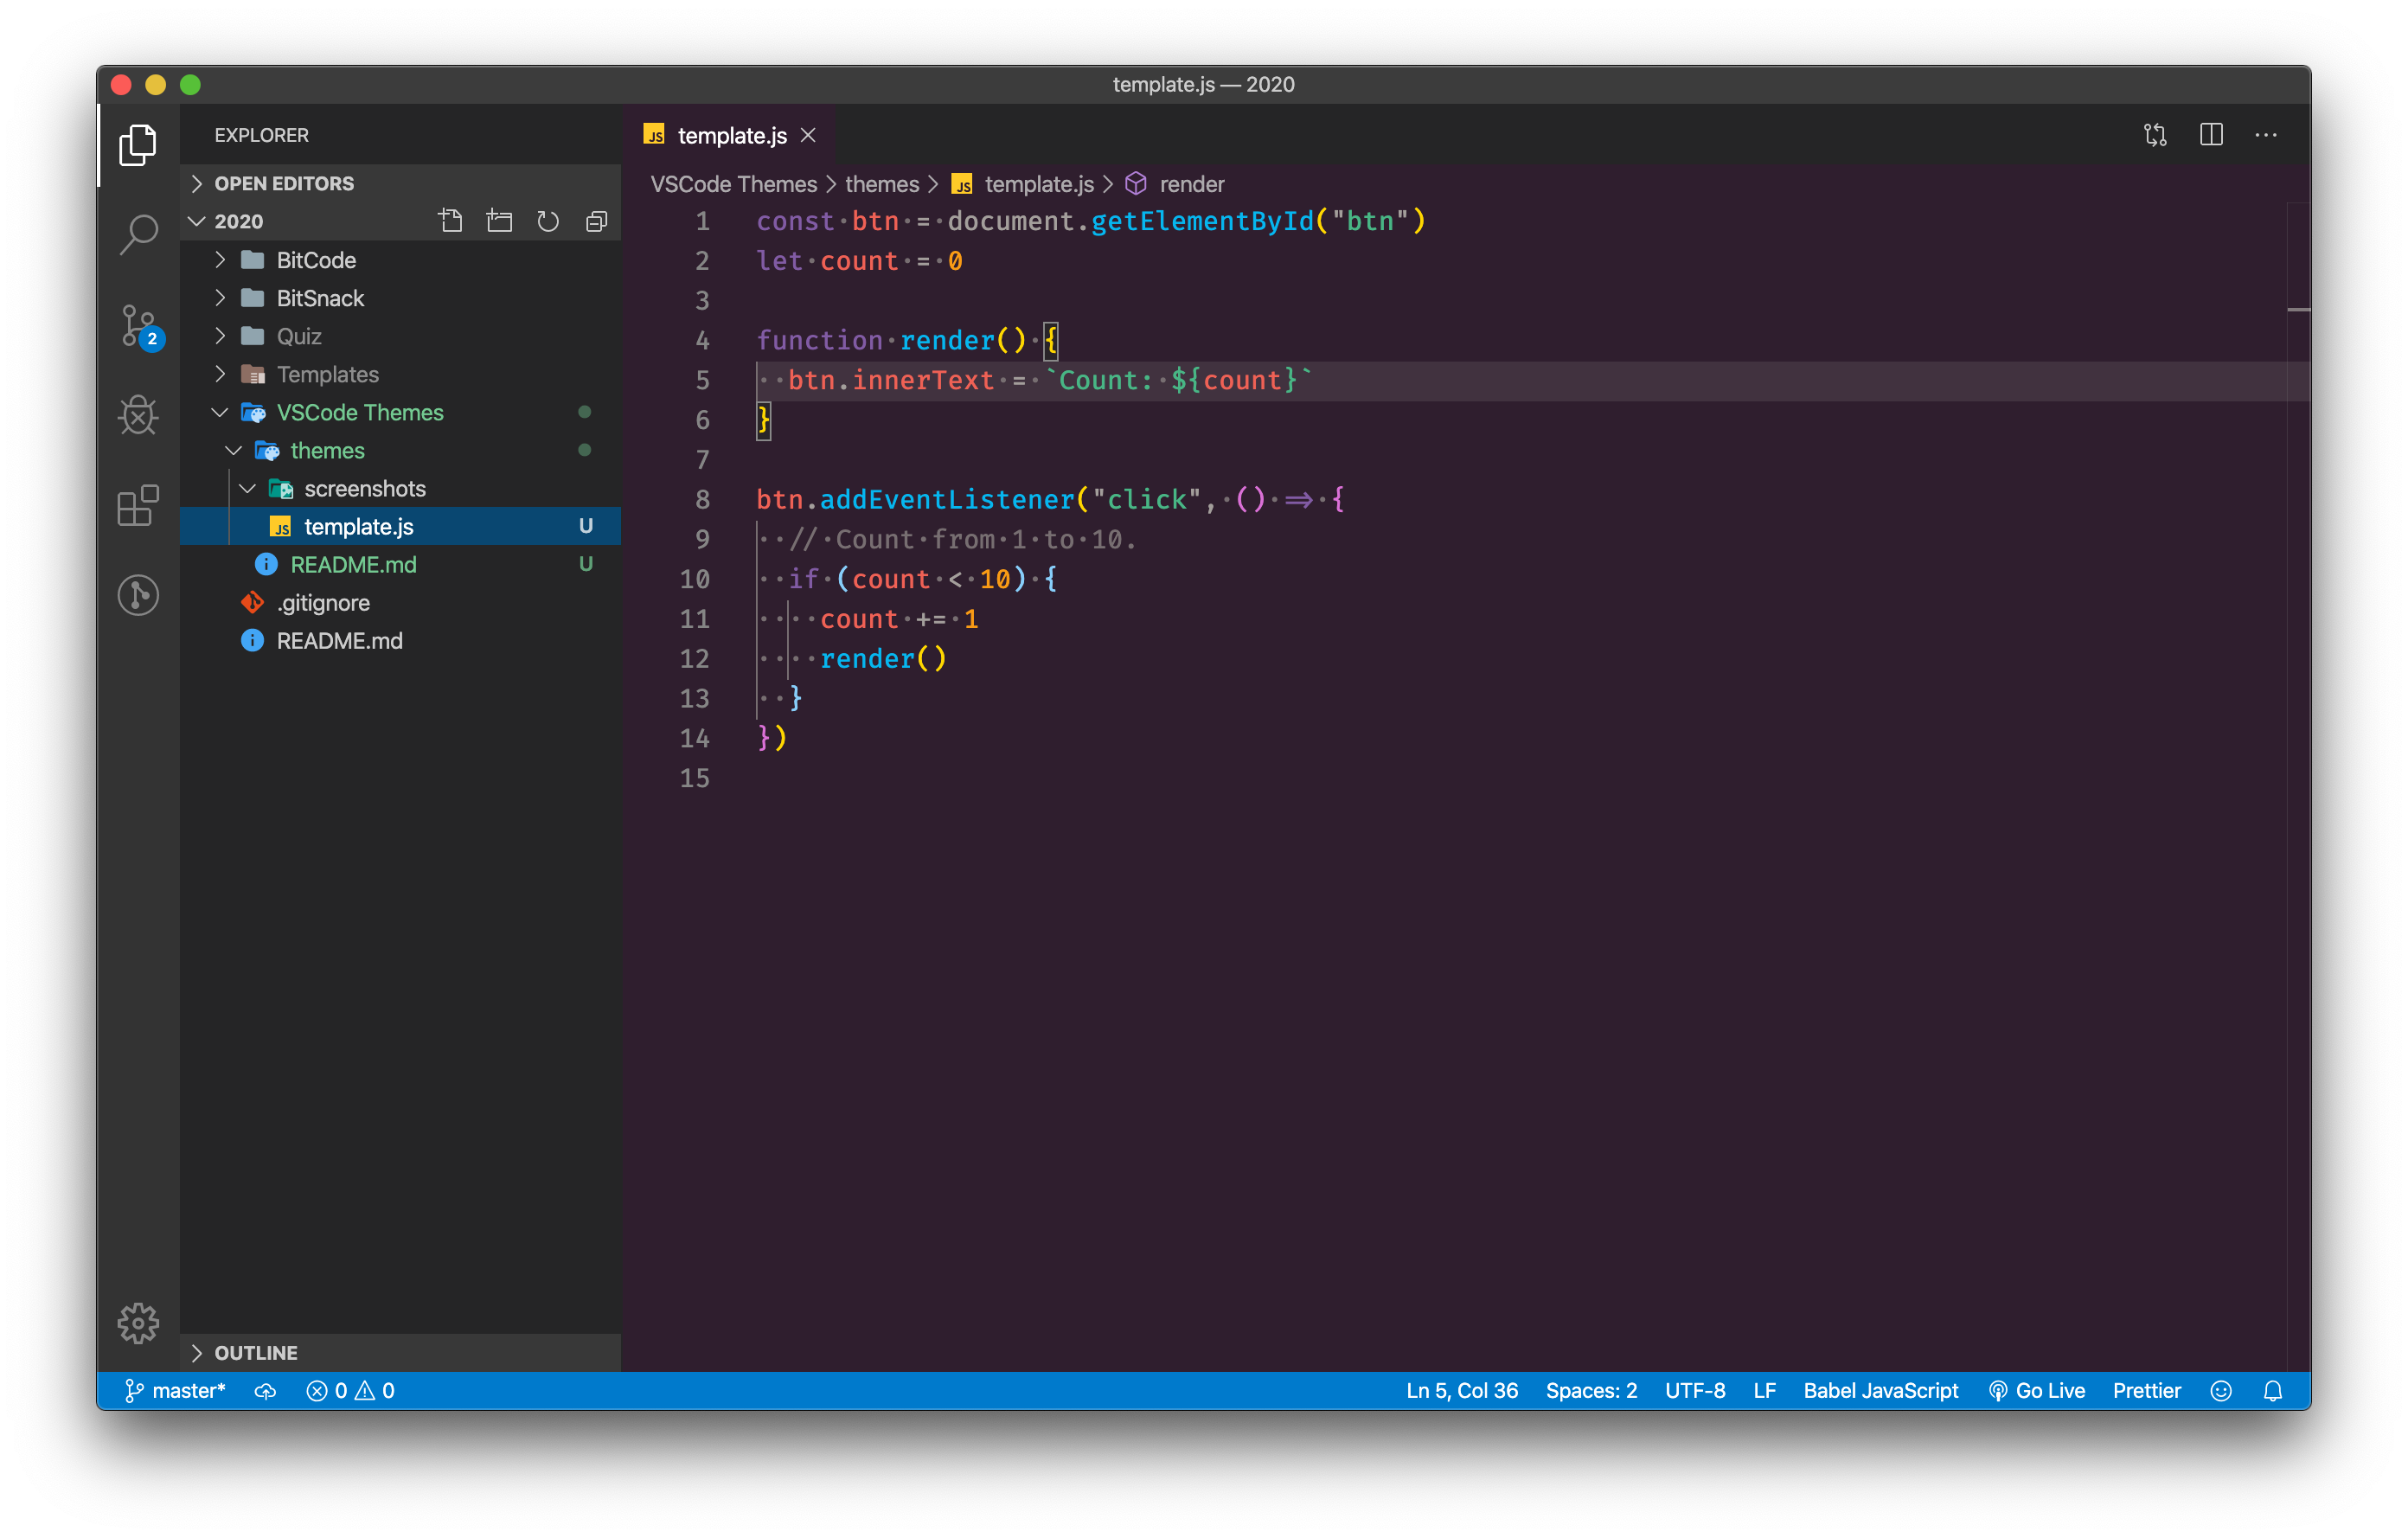 template.js — 2020
EXPLORER
OPEN EDITORS
2020
BitCode
BitSnack
Quiz
Templates
VSCode Themes
themes
screenshots
JS template.js U
README.md U
.gitignore
README.md
OUTLINE
2
JS template.js
VSCode Themes > themes > JS template.js > render
1 const btn = document.getElementById("btn")
2 let count = 0
3
4 function render() {
5   btn.innerText = `Count: ${count}`
6 }
7
8 btn.addEventListener("click", () => {
9   // Count from 1 to 10.
10   if (count < 10) {
11     count += 1
12     render()
13   }
14 })
15
master* 0 0 Ln 5, Col 36 Spaces: 2 UTF-8 LF Babel JavaScript Go Live Prettier